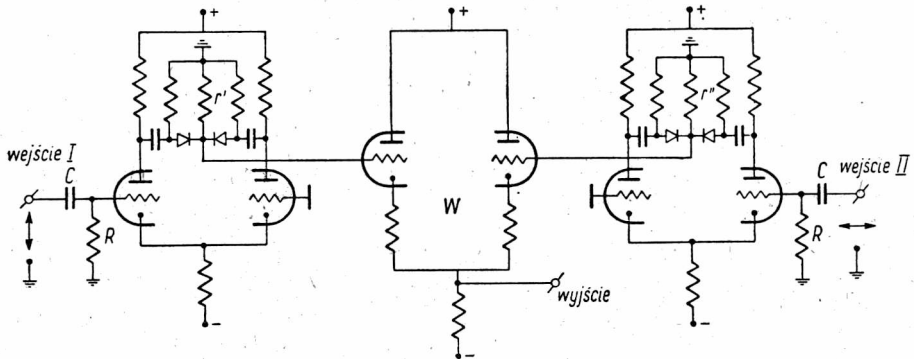 + + +
r' r"
wejście I C W C wejście II
R R
wyjście
- - -